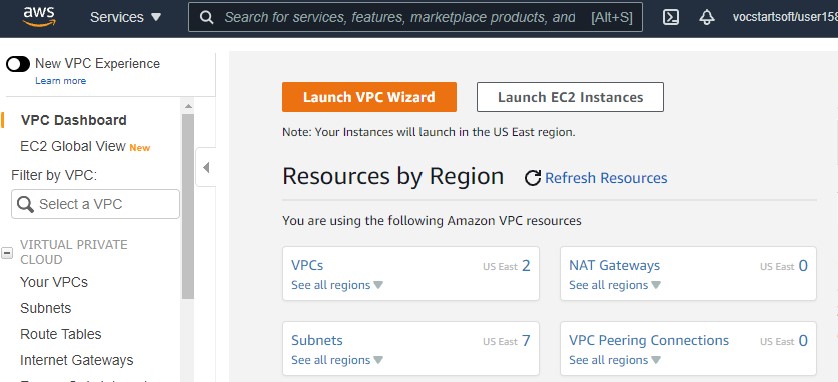 aws
Services ▼
Search for services, features, marketplace products, and [Alt+S]
vocstartsoft/user158
New VPC Experience
Learn more
VPC Dashboard
EC2 Global View New
Filter by VPC:
Select a VPC
VIRTUAL PRIVATE
CLOUD
Your VPCs
Subnets
Route Tables
Internet Gateways
Launch VPC Wizard
Launch EC2 Instances
Note: Your Instances will launch in the US East region.
Resources by Region
Refresh Resources
You are using the following Amazon VPC resources
VPCs US East 2
See all regions ▼
NAT Gateways US East 0
See all regions ▼
Subnets US East 7
See all regions ▼
VPC Peering Connections US East 0
See all regions ▼